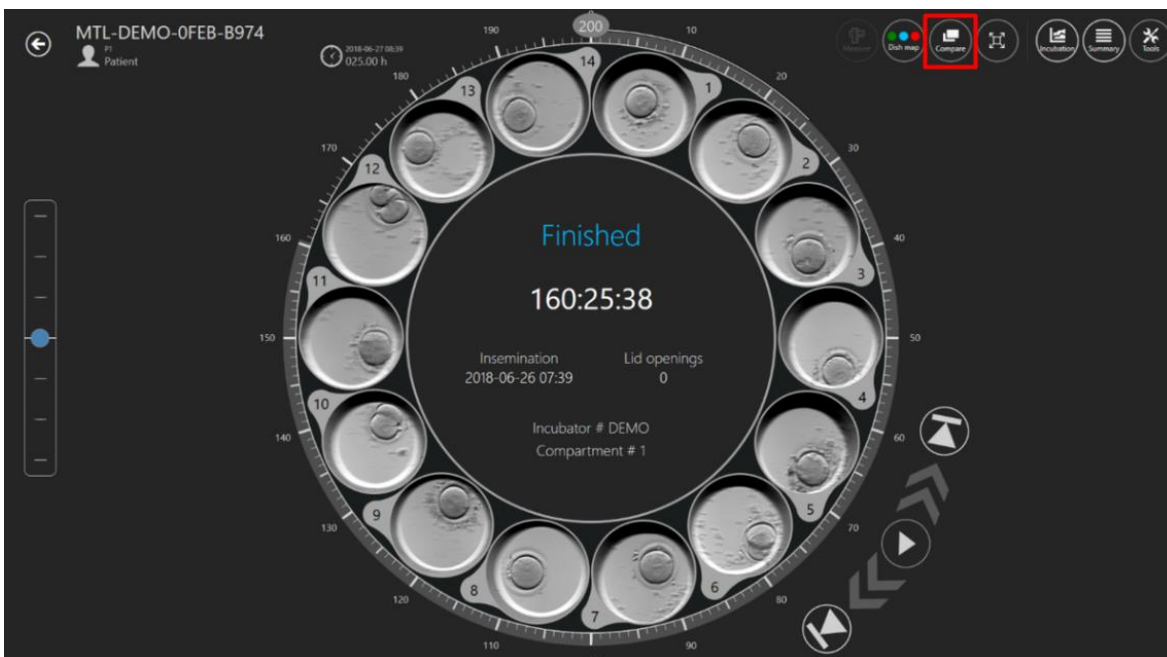 MTL-DEMO-0FEB-B974
P1
Patient
2018-06-27 08:39
025.00 h
Measure
Dish map
Compare
Incubation
Summary
Tools
200
10
20
30
40
50
60
70
80
90
110
120
130
140
150
160
170
180
190
1
2
3
4
5
6
7
8
9
10
11
12
13
14
Finished
160:25:38
Insemination Lid openings
2018-06-26 07:39 0
Incubator # DEMO
Compartment # 1